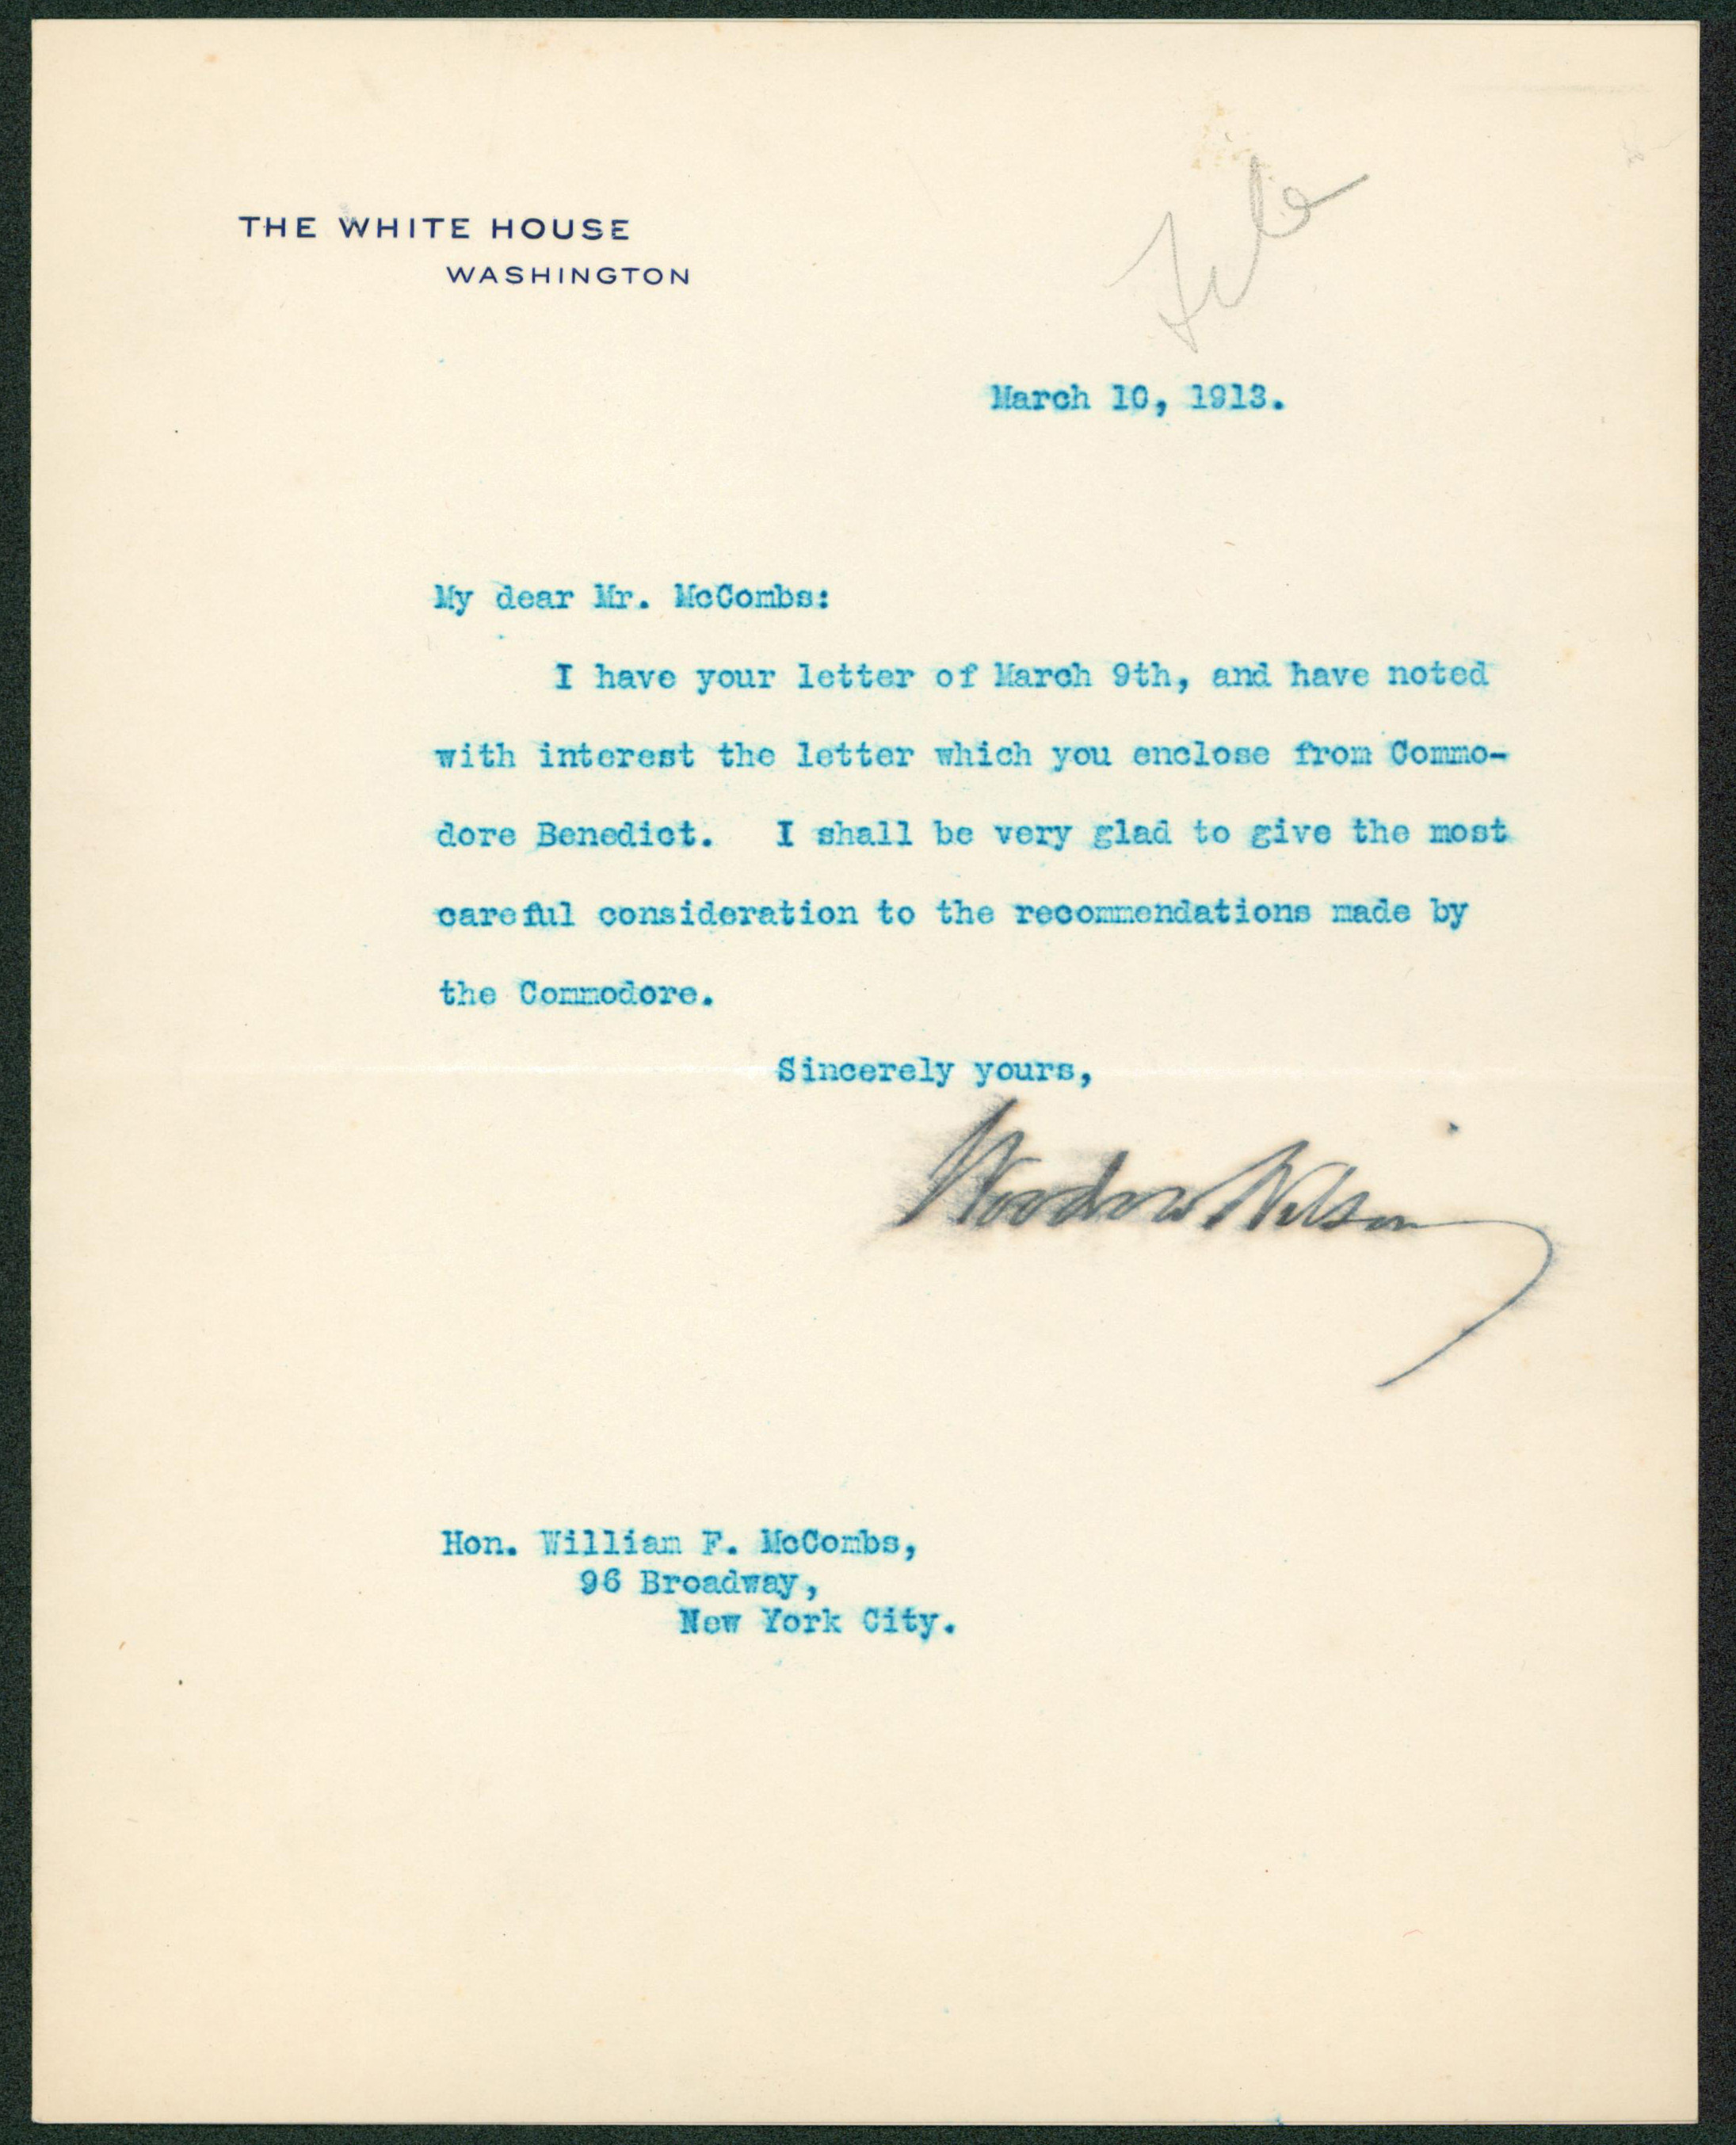 THE WHITE HOUSE
WASHINGTON
File
March 10, 1913.
My dear Mr. McCombs:
I have your letter of March 9th, and have noted
with interest the letter which you enclose from Commo-
dore Benedict. I shall be very glad to give the most
careful consideration to the recommendations made by
the Commodore.
Sincerely yours,
Woodrow Wilson
Hon. William F. McCombs,
96 Broadway,
New York City.